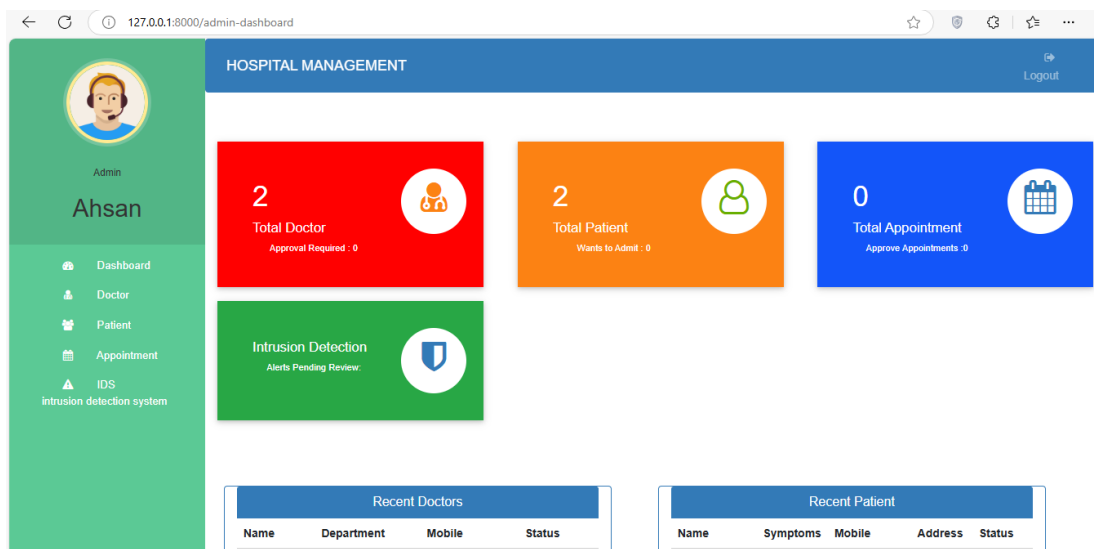 127.0.0.1:8000/admin-dashboard
HOSPITAL MANAGEMENT
Logout
Admin
Ahsan
Dashboard
Doctor
Patient
Appointment
IDS
intrusion detection system
2
Total Doctor
Approval Required : 0
2
Total Patient
Wants to Admit : 0
0
Total Appointment
Approve Appointments :0
Intrusion Detection
Alerts Pending Review:
Recent Doctors
Name Department Mobile Status
Recent Patient
Name Symptoms Mobile Address Status